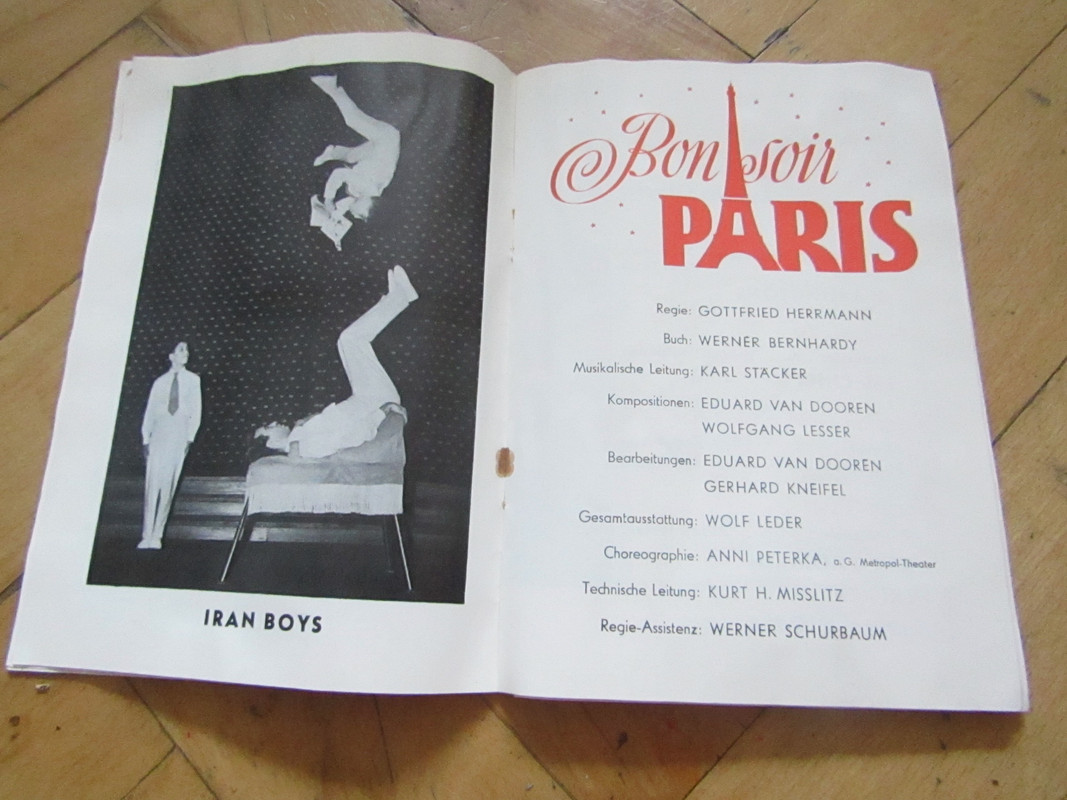 IRAN BOYS
Bon soir
PARIS
Regie: GOTTFRIED HERRMANN
Buch: WERNER BERNHARDY
Musikalische Leitung: KARL STÄCKER
Kompositionen: EDUARD VAN DOOREN
WOLFGANG LESSER
Bearbeitungen: EDUARD VAN DOOREN
GERHARD KNEIFEL
Gesamtausstattung: WOLF LEDER
Choreographie: ANNI PETERKA, a. G. Metropol-Theater
Technische Leitung: KURT H. MISSLITZ
Regie-Assistenz: WERNER SCHURBAUM